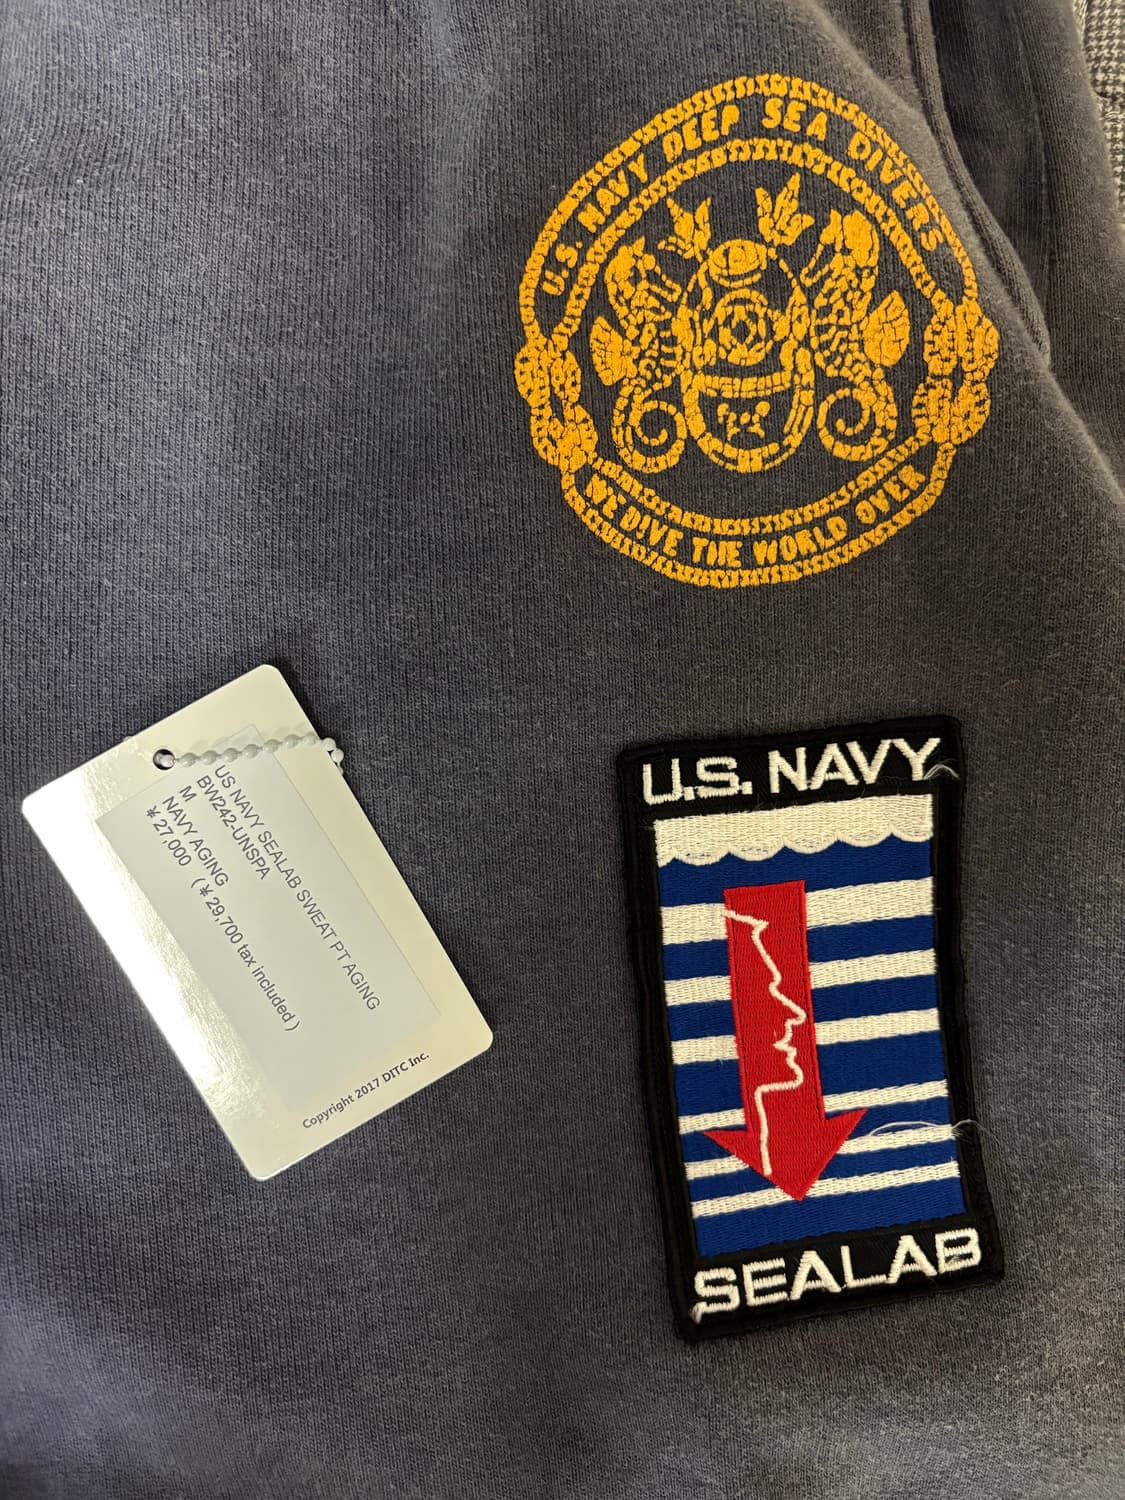 U.S. NAVY DEEP SEA DIVERS
WE DIVE THE WORLD OVER
US NAVY SEALAB SWEAT PT AGING
BW242-UNSPA
M
NAVY AGING
¥27,000 (¥29,700 tax included)
Copyright 2017 DITC Inc.
U.S. NAVY
SEALAB